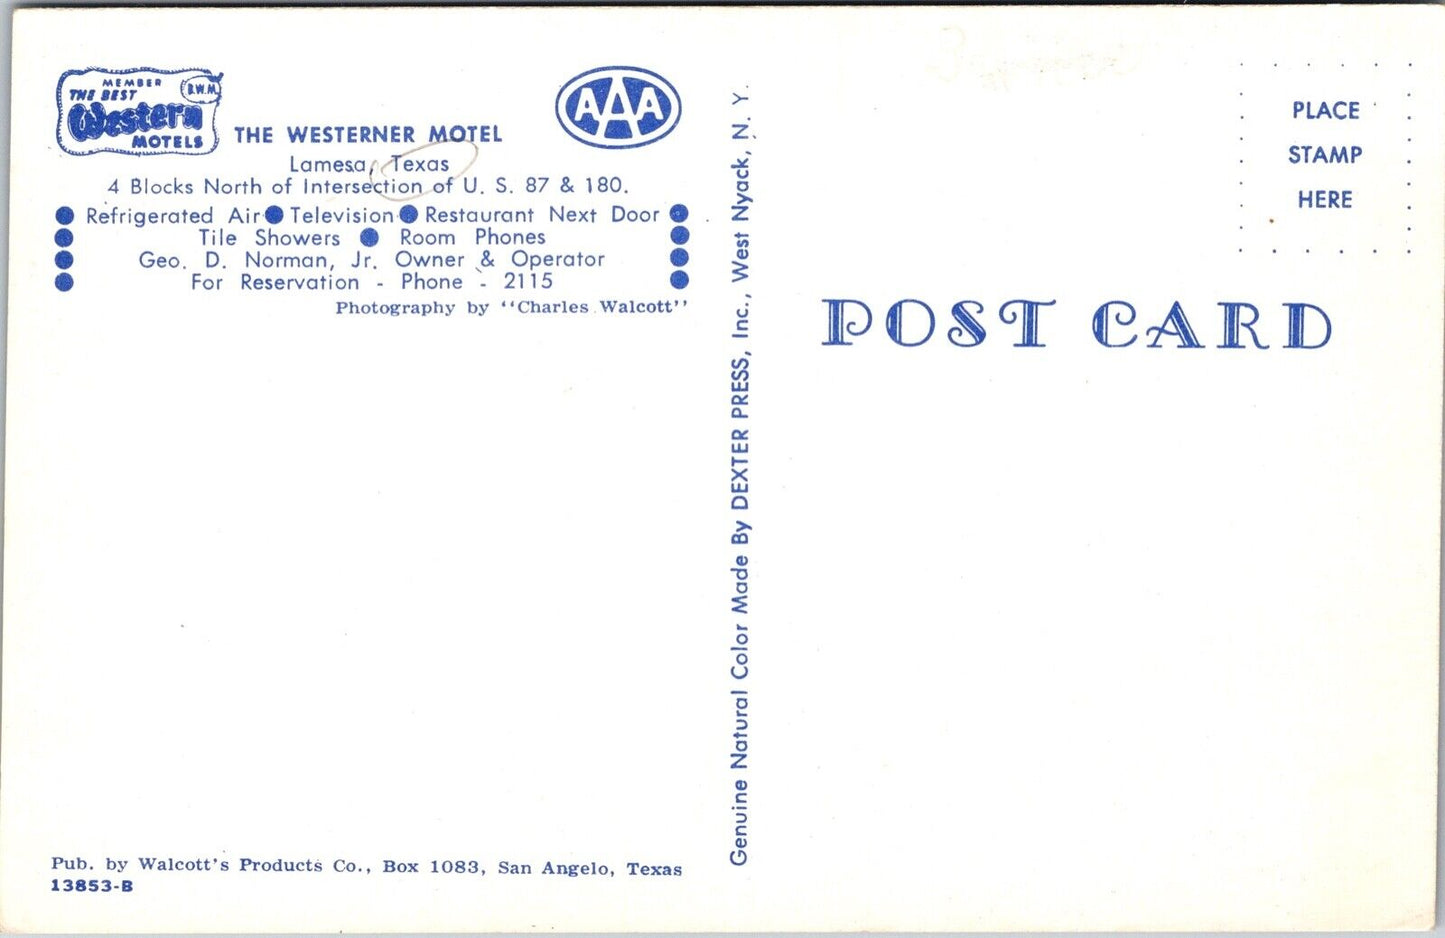 MEMBER
THE BEST
B.W.M.
Western
MOTELS
AAA
THE WESTERNER MOTEL
Lamesa, Texas
4 Blocks North of Intersection of U. S. 87 & 180.
● Refrigerated Air ● Television ● Restaurant Next Door ●
● Tile Showers ● Room Phones ●
● Geo. D. Norman, Jr. Owner & Operator ●
● For Reservation - Phone - 2115 ●
Photography by "Charles Walcott"
Pub. by Walcott's Products Co., Box 1083, San Angelo, Texas
13853-B
Genuine Natural Color Made By DEXTER PRESS, Inc., West Nyack, N. Y.
PLACE
STAMP
HERE
POST CARD